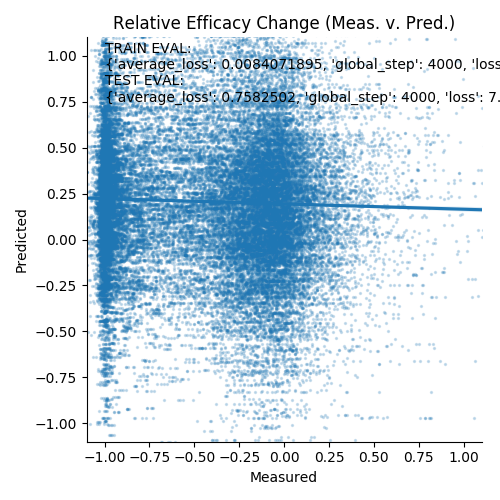 Relative Efficacy Change (Meas. v. Pred.)
TRAIN EVAL:
{'average_loss': 0.0084071895, 'global_step': 4000, 'loss
TEST EVAL:
{'average_loss': 0.7582502, 'global_step': 4000, 'loss': 7.
1.00
0.75
0.50
0.25
0.00
−0.25
−0.50
−0.75
−1.00
Predicted
−1.00 −0.75 −0.50 −0.25 0.00 0.25 0.50 0.75 1.00
Measured